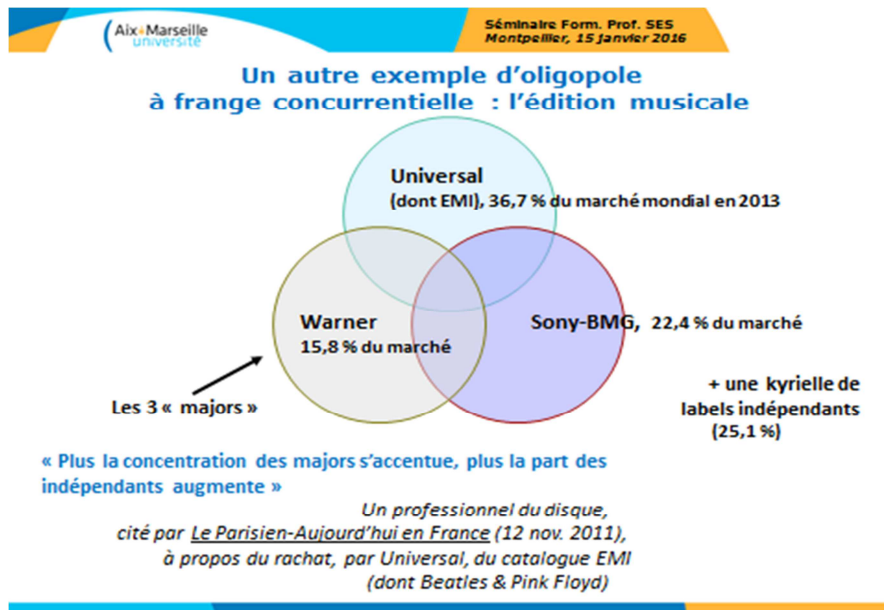 Aix*Marseille
université
Séminaire Form. Prof. SES
Montpellier, 15 janvier 2016
Un autre exemple d’oligopole
à frange concurrentielle : l’édition musicale
Universal
(dont EMI), 36,7 % du marché mondial en 2013
Warner
15,8 % du marché
Sony-BMG, 22,4 % du marché
Les 3 « majors »
+ une kyrielle de
labels indépendants
(25,1 %)
« Plus la concentration des majors s’accentue, plus la part des
indépendants augmente »
Un professionnel du disque,
cité par Le Parisien-Aujourd’hui en France (12 nov. 2011),
à propos du rachat, par Universal, du catalogue EMI
(dont Beatles & Pink Floyd)